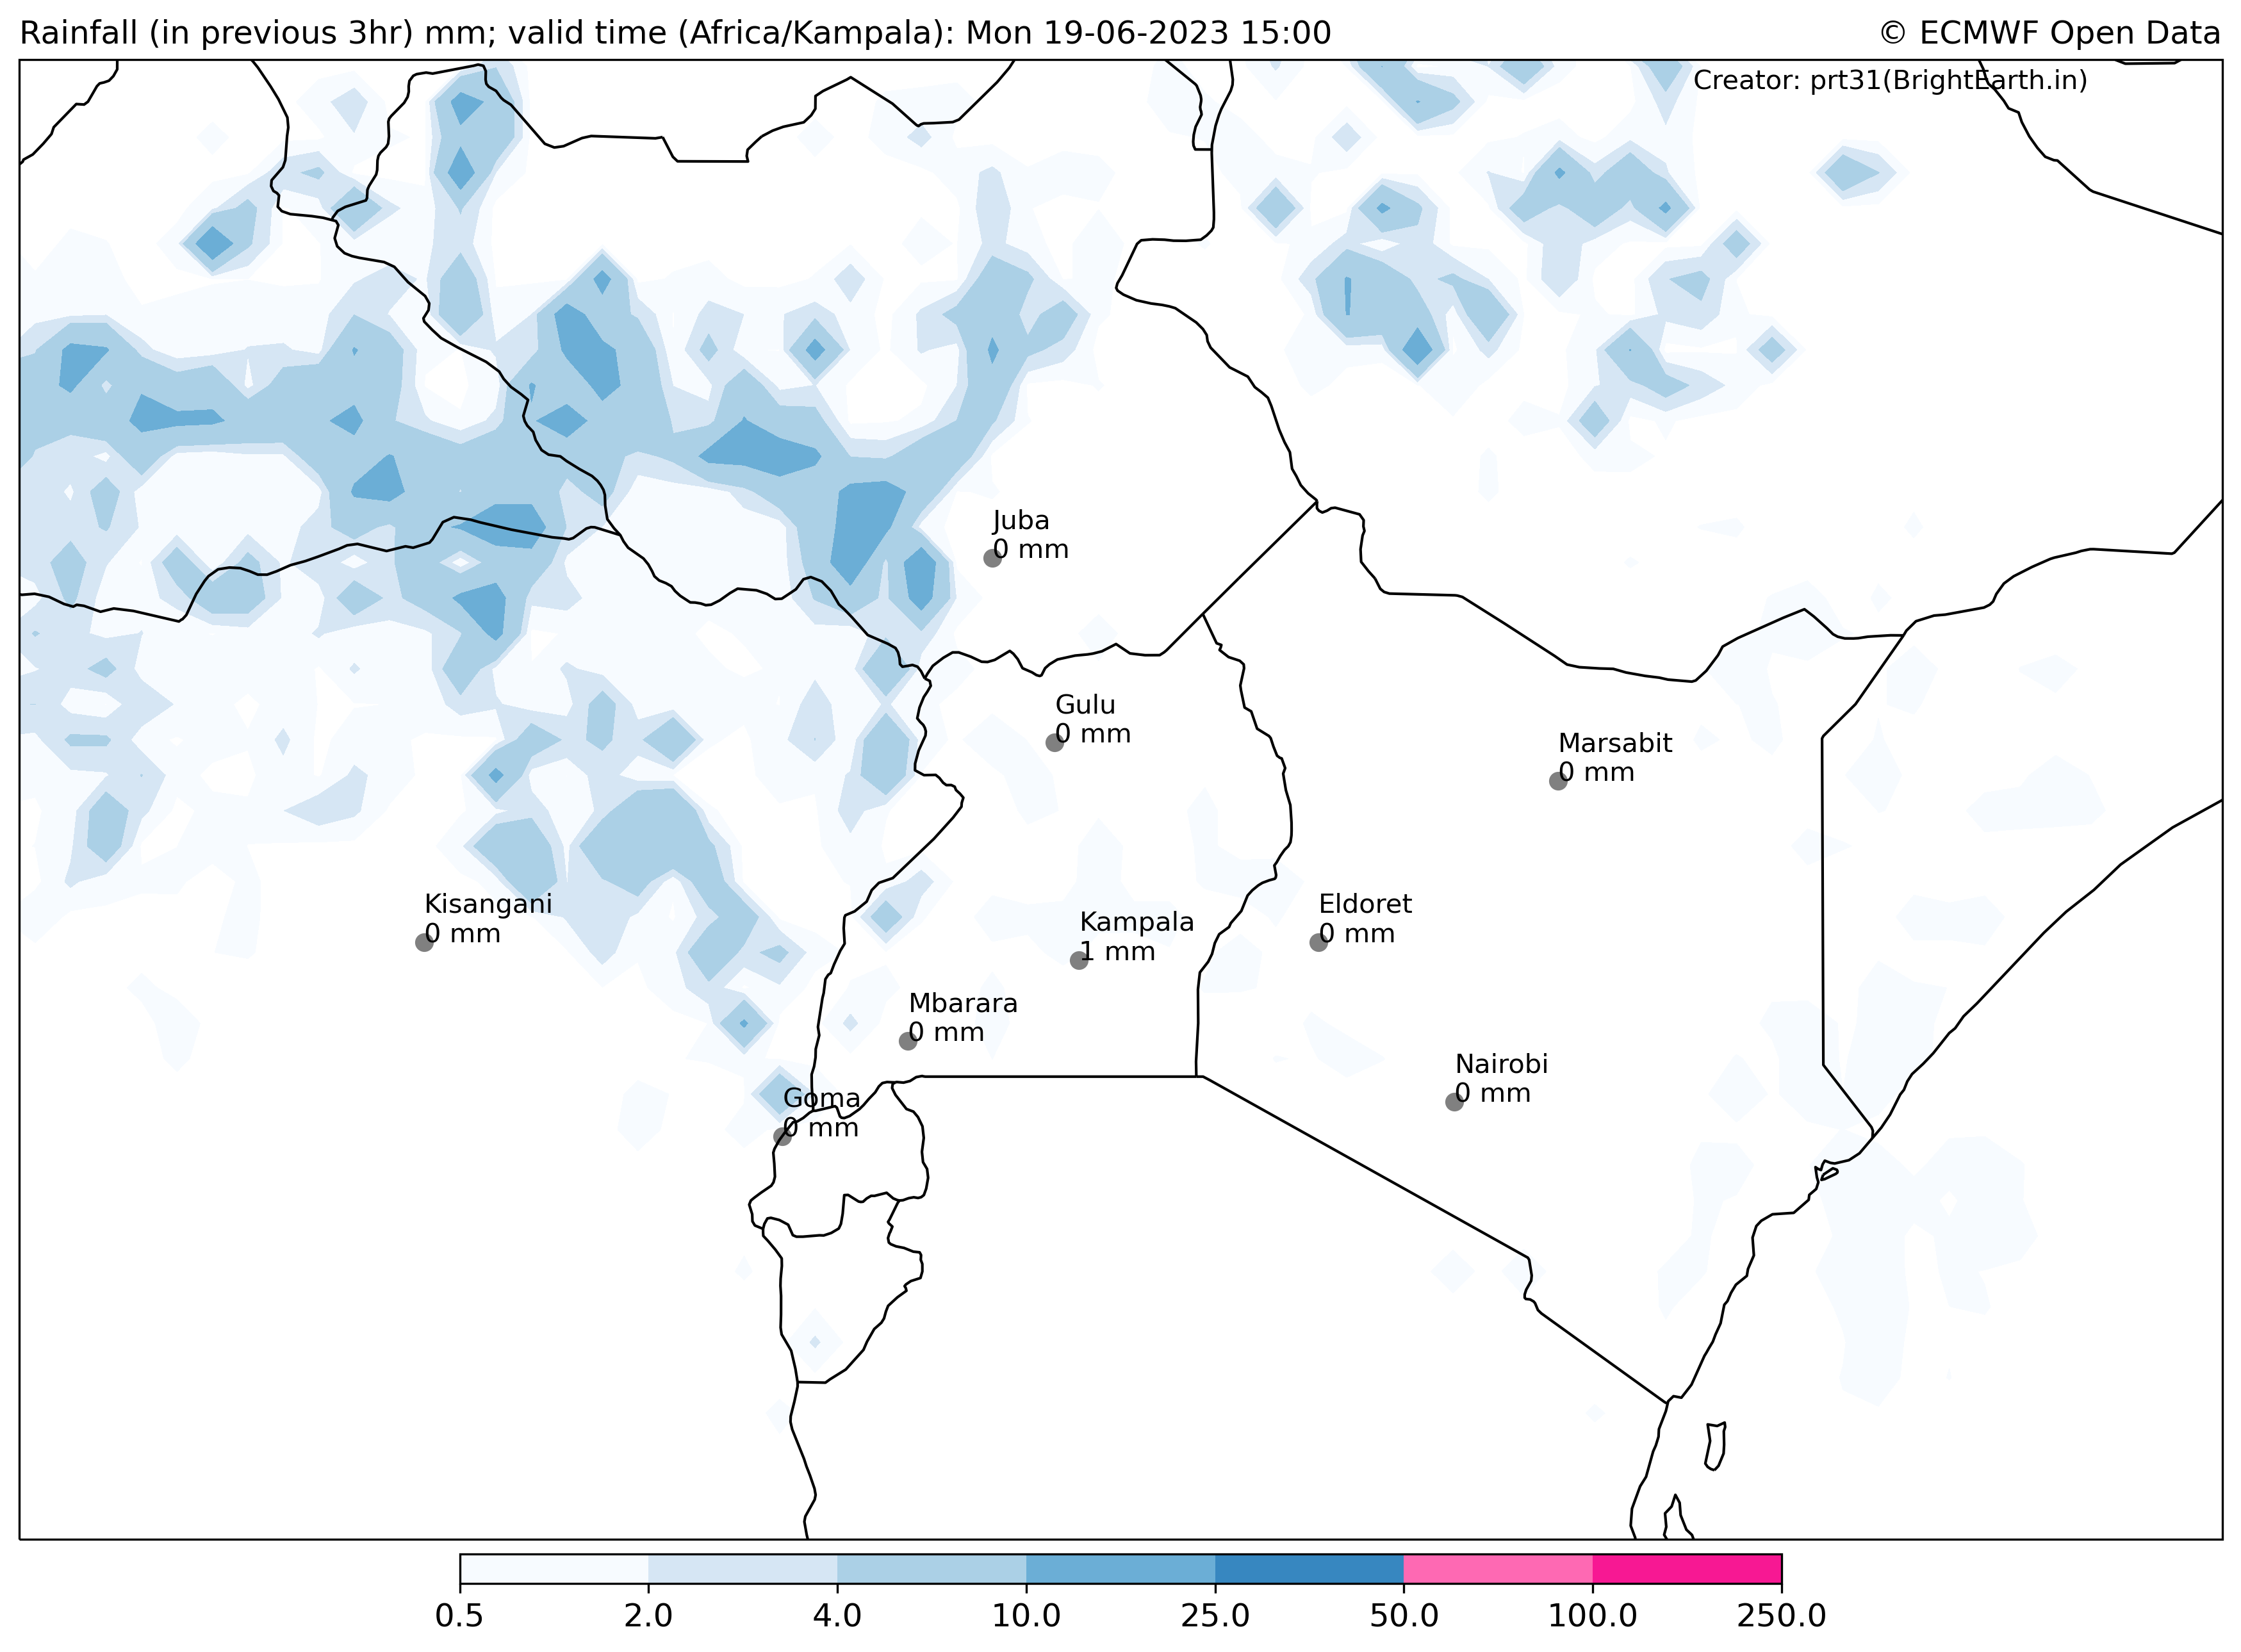 Rainfall (in previous 3hr) mm; valid time (Africa/Kampala): Mon 19-06-2023 15:00
© ECMWF Open Data
Creator: prt31(BrightEarth.in)
Juba
0 mm
Gulu
0 mm
Marsabit
0 mm
Kisangani
0 mm
Kampala
1 mm
Eldoret
0 mm
Mbarara
0 mm
Nairobi
0 mm
Goma
0 mm
0.5 2.0 4.0 10.0 25.0 50.0 100.0 250.0